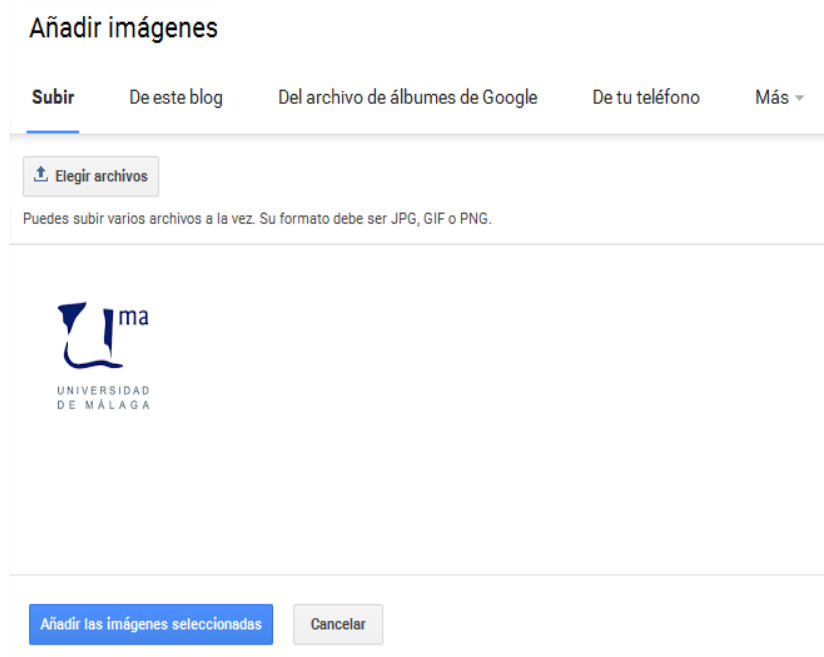 Añadir imágenes
Subir De este blog Del archivo de álbumes de Google De tu teléfono Más
Elegir archivos
Puedes subir varios archivos a la vez. Su formato debe ser JPG, GIF o PNG.
uma
UNIVERSIDAD
DE MÁLAGA
Añadir las imágenes seleccionadas Cancelar